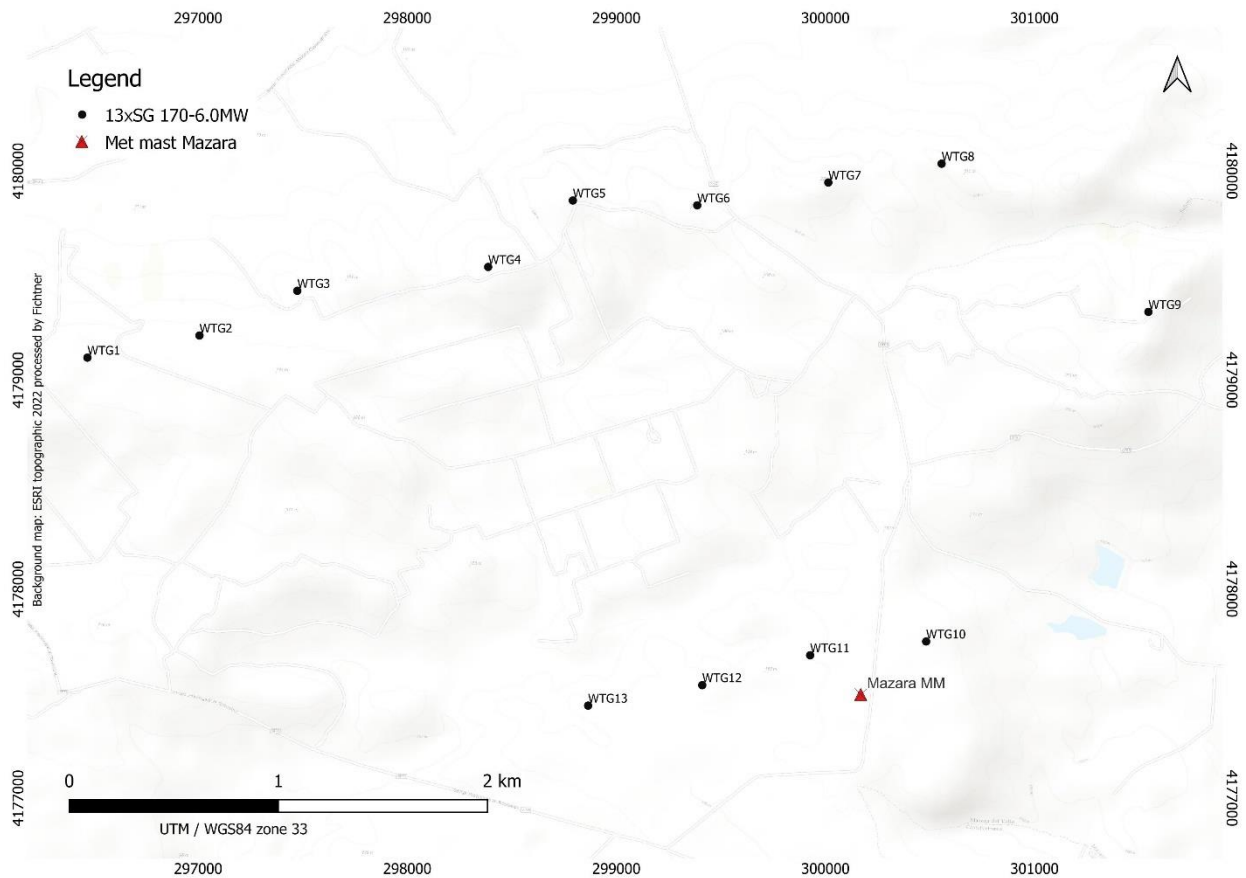 297000 298000 299000 300000 301000
Legend
13xSG 170-6.0MW
Met mast Mazara
4180000
4180000
WTG8
WTG7
WTG5
WTG6
WTG4
WTG3
WTG9
WTG2
WTG1
4179000
4179000
Background map: ESRI topographic 2022 processed by Fichtner
4178000
4178000
WTG10
WTG11
WTG12
Mazara MM
WTG13
4177000
4177000
0 1 2 km
UTM / WGS84 zone 33
297000 298000 299000 300000 301000